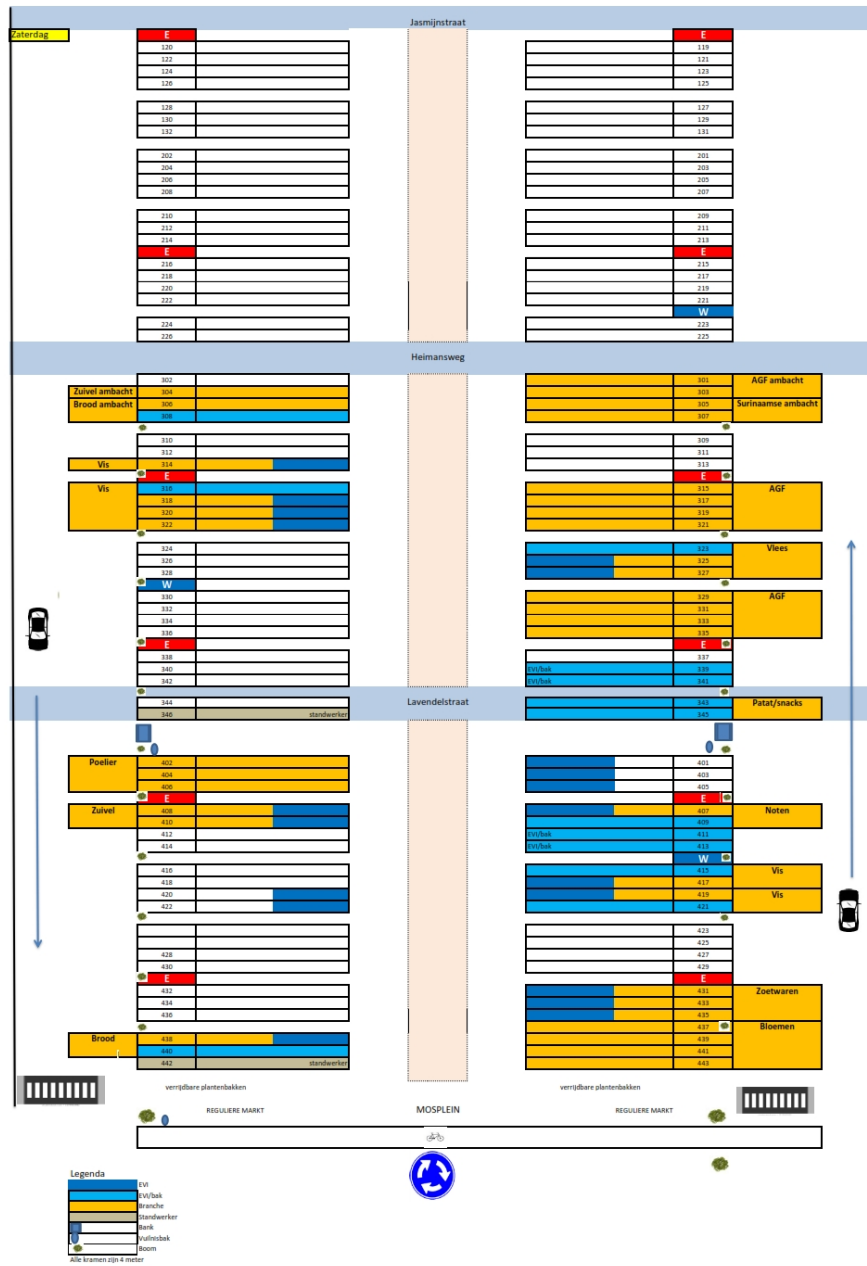 Jasmijnstraat
Zaterdag E E
120 119
122 121
124 123
126 125
128 127
130 129
132 131
202 201
204 203
206 205
208 207
210 209
212 211
214 213
E E
216 215
218 217
220 219
222 221
W
224 223
226 225
Heimansweg
302 301 AGF ambacht
Zuivel ambacht 304 303
Brood ambacht 306 305 Surinaamse ambacht
308 307
310 309
312 311
Vis 314 313
E E
Vis 316 315 AGF
318 317
320 319
322 321
324 323 Vlees
326 325
328 327
W
330 329 AGF
332 331
334 333
336 335
E E
338 337
340 EVI/bak 339
342 EVI/bak 341
344 Lavendelstraat 343 Patat/snacks
346 standwerker 345
Poelier 402 401
404 403
406 405
E E
Zuivel 408 407 Noten
410 409
412 EVI/bak 411
414 EVI/bak 413
W
416 415 Vis
418 417
420 419 Vis
422 421
423
425
428 427
430 429
E E
432 431 Zoetwaren
434 433
436 435
437 Bloemen
Brood 438 439
440 441
442 standwerker 443
verrijdbare plantenbakken verrijdbare plantenbakken
REGULIERE MARKT MOSPLEIN REGULIERE MARKT
Legenda
EVI
EVI/bak
Branche
Standwerker
Bank
Vuilnisbak
Boom
Alle kramen zijn 4 meter